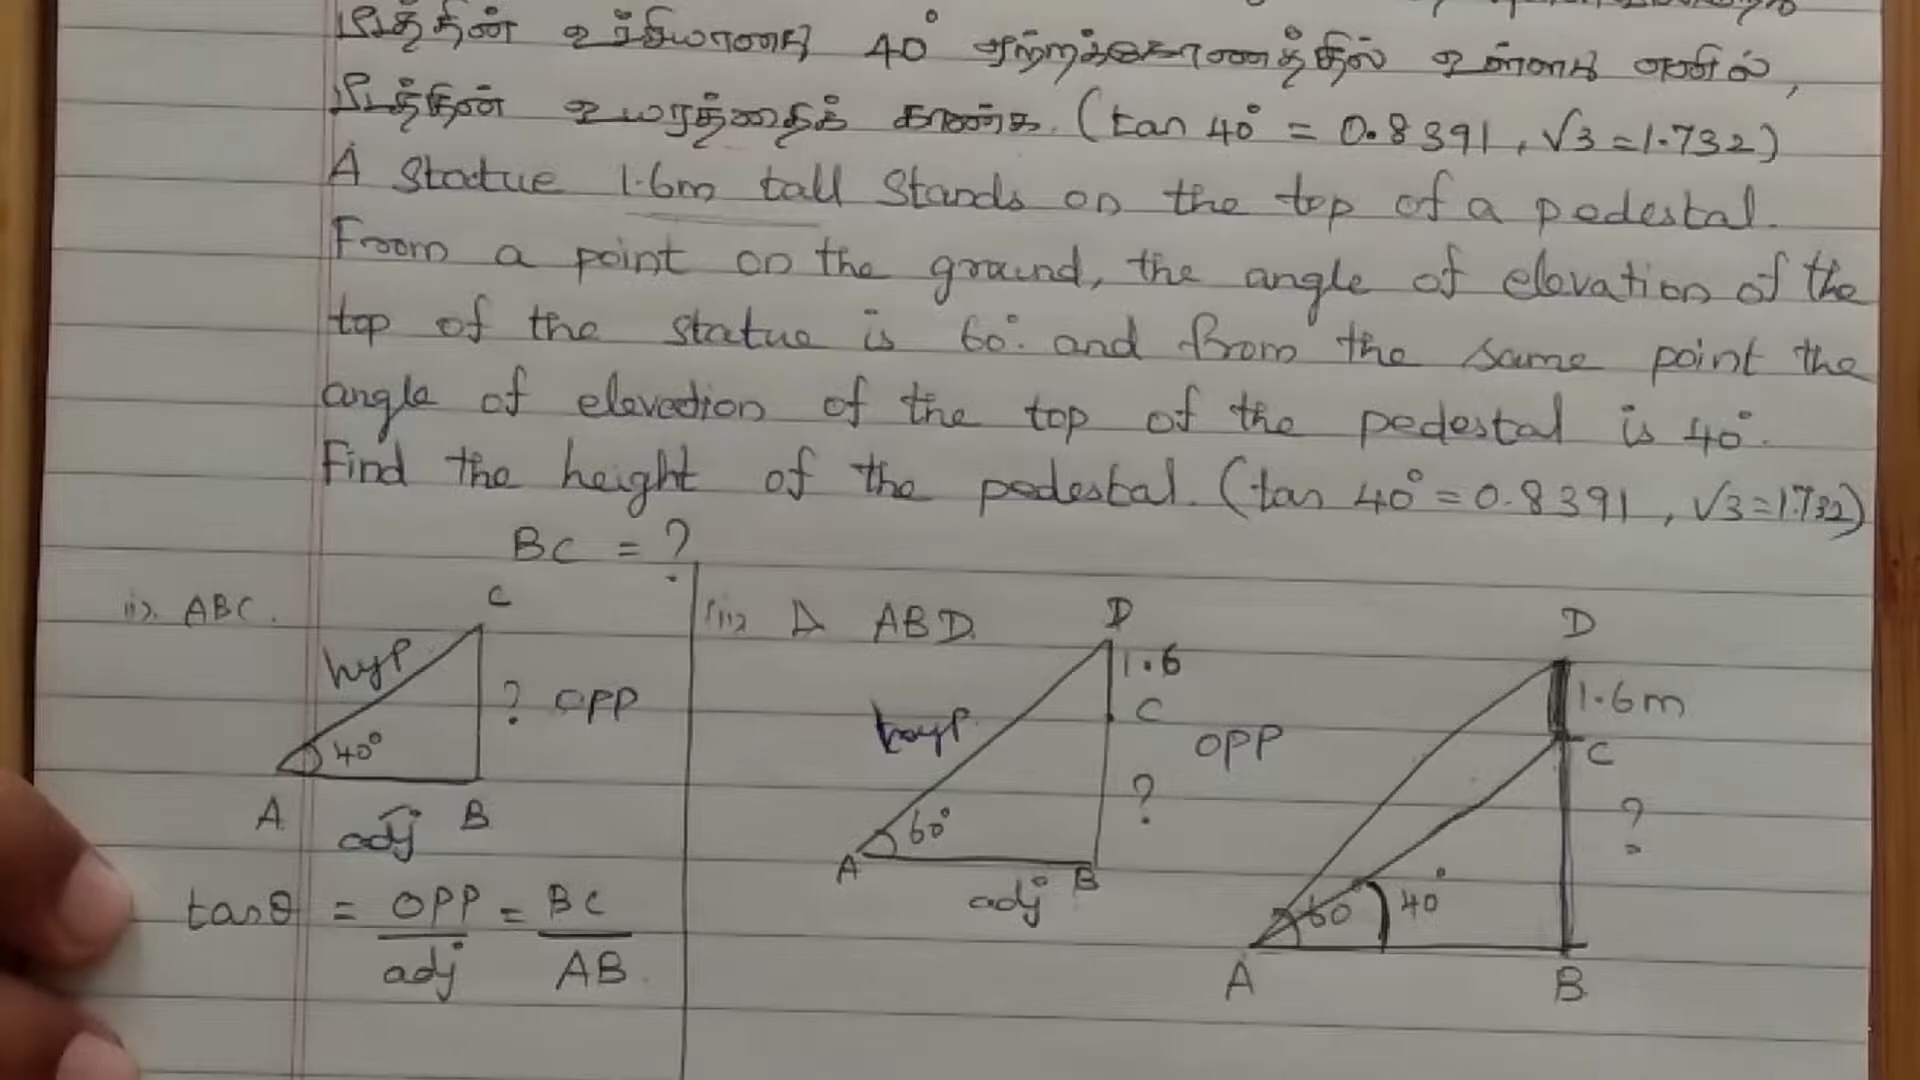 பீடத்தின் உச்சியானது 40° ஏற்றக்கோணத்தில் உள்ளது எனில்,
பீடத்தின் உயரத்தைக் காண்க. (tan 40° = 0.8391, √3 = 1.732)
A Statue 1.6m tall Stands on the top of a pedestal.
From a point on the ground, the angle of elevation of the
top of the statue is 60° and from the same point the
angle of elevation of the top of the pedestal is 40°.
Find the height of the pedestal. (tan 40° = 0.8391, √3 = 1.732)
BC = ?
ii). ABC.
C
hyp
? opp
40°
A
adj
B
tanθ = opp/adj = BC/AB.
(ii) Δ ABD
D
1.6
C
hyp
opp
?
60°
A
adj
B
D
1.6m
C
?
60
40°
A
B